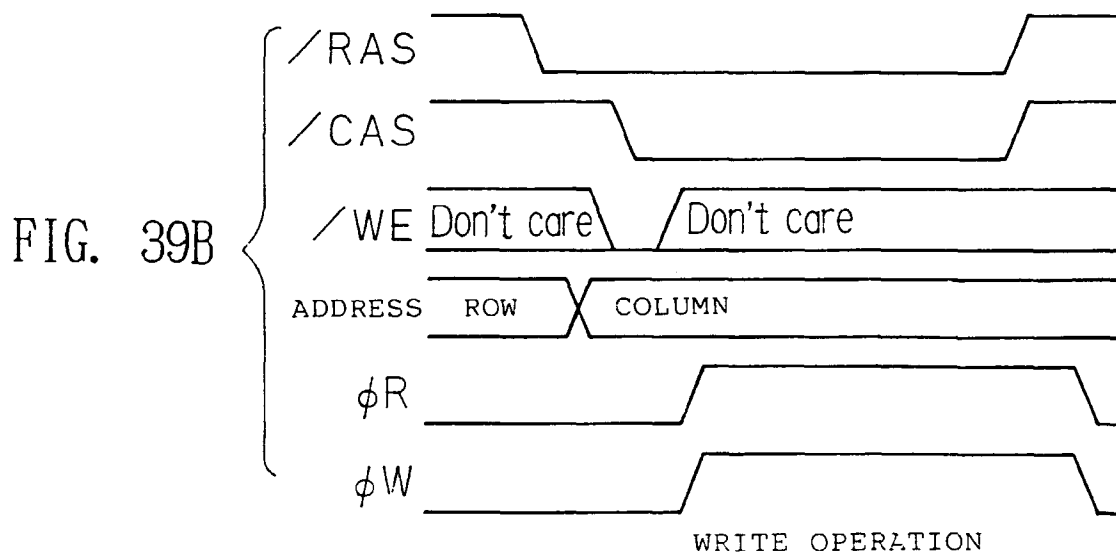 FIG. 39B
/RAS
/CAS
/WE Don't care Don't care
ADDRESS ROW COLUMN
φR
φW
WRITE OPERATION